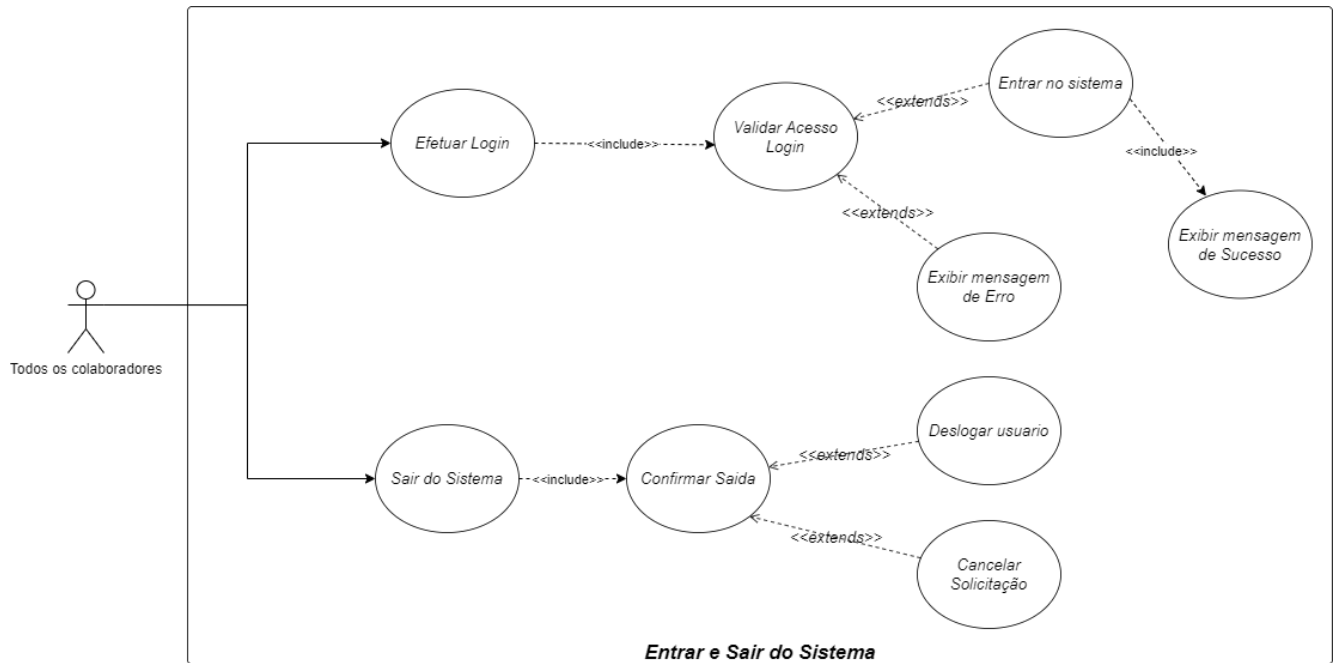 Entrar no sistema
<<extends>>
Validar Acesso
Login
Efetuar Login
<<include>>
<<include>>
<<extends>>
Exibir mensagem
de Sucesso
Exibir mensagem
de Erro
Todos os colaboradores
Deslogar usuario
<<extends>>
Sair do Sistema
<<include>>
Confirmar Saida
<<extends>>
Cancelar
Solicitação
Entrar e Sair do Sistema